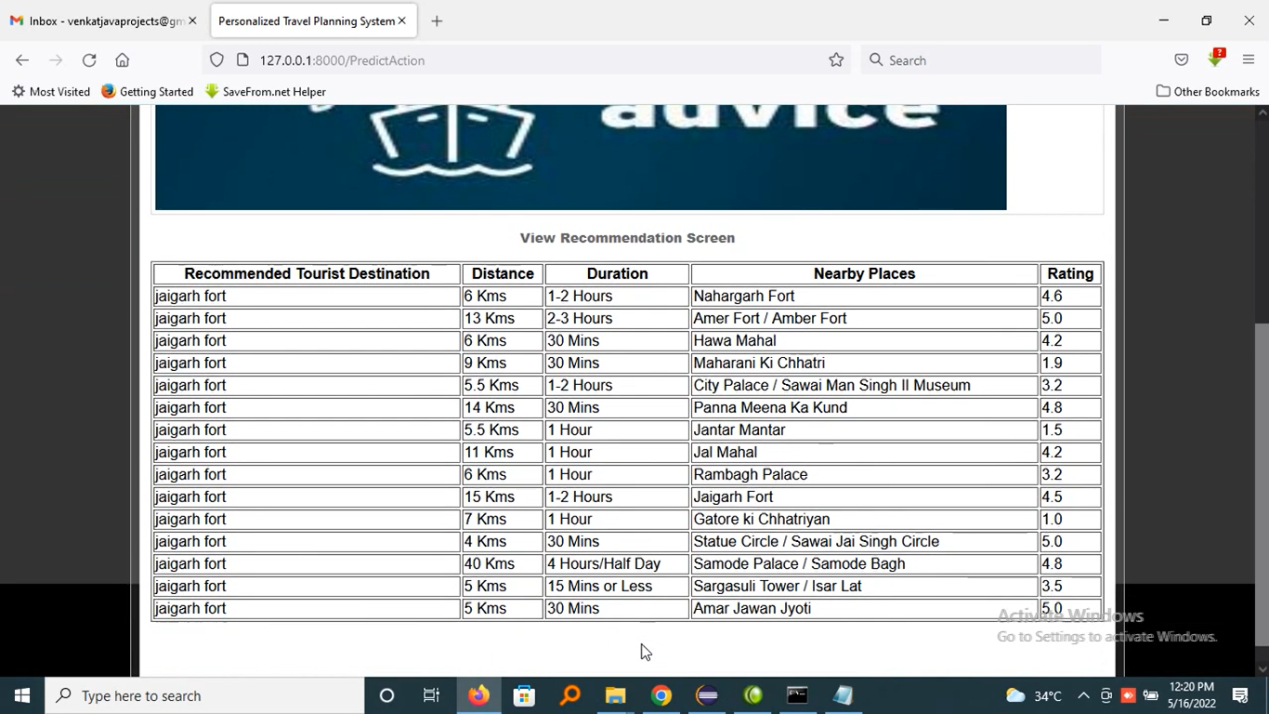 Inbox - venkatjavaprojects@gm
Personalized Travel Planning System
127.0.0.1:8000/PredictAction
Search
Most Visited Getting Started SaveFrom.net Helper Other Bookmarks
advice
View Recommendation Screen
Recommended Tourist Destination Distance Duration Nearby Places Rating
jaigarh fort 6 Kms 1-2 Hours Nahargarh Fort 4.6
jaigarh fort 13 Kms 2-3 Hours Amer Fort / Amber Fort 5.0
jaigarh fort 6 Kms 30 Mins Hawa Mahal 4.2
jaigarh fort 9 Kms 30 Mins Maharani Ki Chhatri 1.9
jaigarh fort 5.5 Kms 1-2 Hours City Palace / Sawai Man Singh II Museum 3.2
jaigarh fort 14 Kms 30 Mins Panna Meena Ka Kund 4.8
jaigarh fort 5.5 Kms 1 Hour Jantar Mantar 1.5
jaigarh fort 11 Kms 1 Hour Jal Mahal 4.2
jaigarh fort 6 Kms 1 Hour Rambagh Palace 3.2
jaigarh fort 15 Kms 1-2 Hours Jaigarh Fort 4.5
jaigarh fort 7 Kms 1 Hour Gatore ki Chhatriyan 1.0
jaigarh fort 4 Kms 30 Mins Statue Circle / Sawai Jai Singh Circle 5.0
jaigarh fort 40 Kms 4 Hours/Half Day Samode Palace / Samode Bagh 4.8
jaigarh fort 5 Kms 15 Mins or Less Sargasuli Tower / Isar Lat 3.5
jaigarh fort 5 Kms 30 Mins Amar Jawan Jyoti 5.0
Activate Windows
Go to Settings to activate Windows.
Type here to search
34°C
12:20 PM
5/16/2022